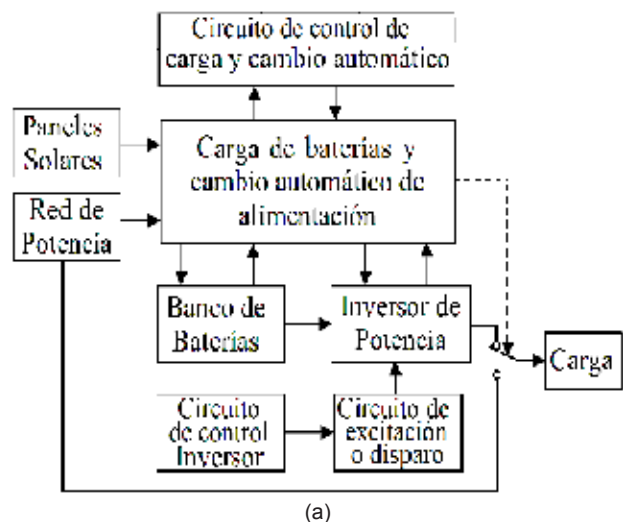 Circuito de control de
carga y cambio automático
Paneles
Solares
Carga de baterías y
cambio automático de
alimentación
Red de
Potencia
Banco de
Baterías
Inversor de
Potencia
Carga
Circuito
de control
Inversor
Circuito de
excitación
o disparo
(a)